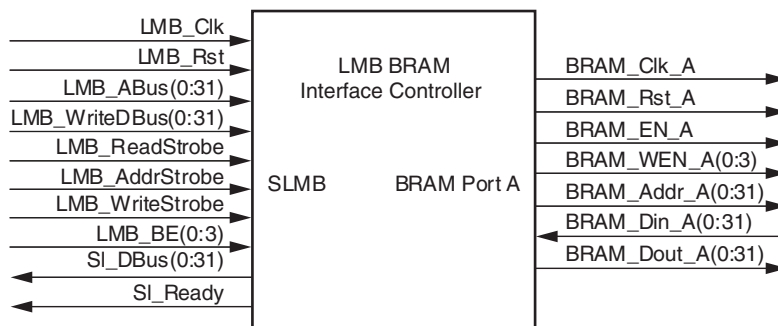 LMB_Clk
LMB_Rst
LMB_ABus(0:31)
LMB_WriteDBus(0:31)
LMB_ReadStrobe
LMB_AddrStrobe
LMB_WriteStrobe
LMB_BE(0:3)
Sl_DBus(0:31)
Sl_Ready
LMB BRAM
Interface Controller
SLMB
BRAM Port A
BRAM_Clk_A
BRAM_Rst_A
BRAM_EN_A
BRAM_WEN_A(0:3)
BRAM_Addr_A(0:31)
BRAM_Din_A(0:31)
BRAM_Dout_A(0:31)